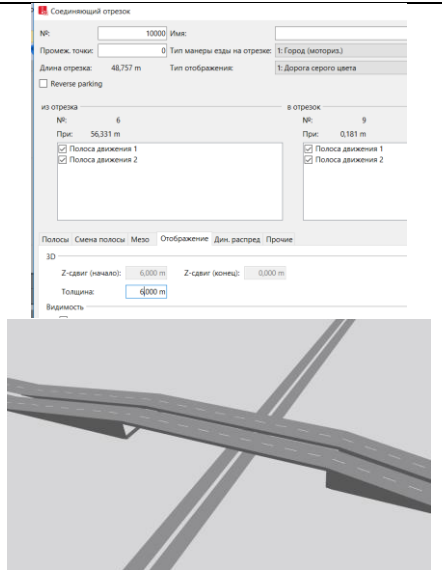 Соединяющий отрезок
№: 10000 Имя:
Промеж. точки: 0 Тип манеры езды на отрезке: 1: Город (моториз.)
Длина отрезка: 48,757 m Тип отображения: 1: Дорога серого цвета
Reverse parking
из отрезка в отрезок
№: 6 №: 9
При: 56,331 m При: 0,181 m
Полоса движения 1 Полоса движения 1
Полоса движения 2 Полоса движения 2
Полосы Смена полосы Мезо Отображение Дин. распред Прочие
3D
Z-сдвиг (начало): 6,000 m Z-сдвиг (конец): 0,000 m
Толщина: 6,000 m
Видимость